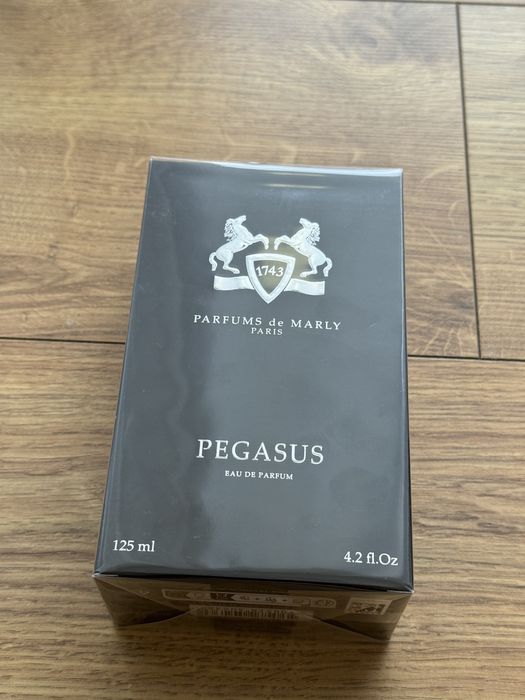 1743
PARFUMS de MARLY
PARIS
PEGASUS
EAU DE PARFUM
125 ml
4.2 fl.Oz